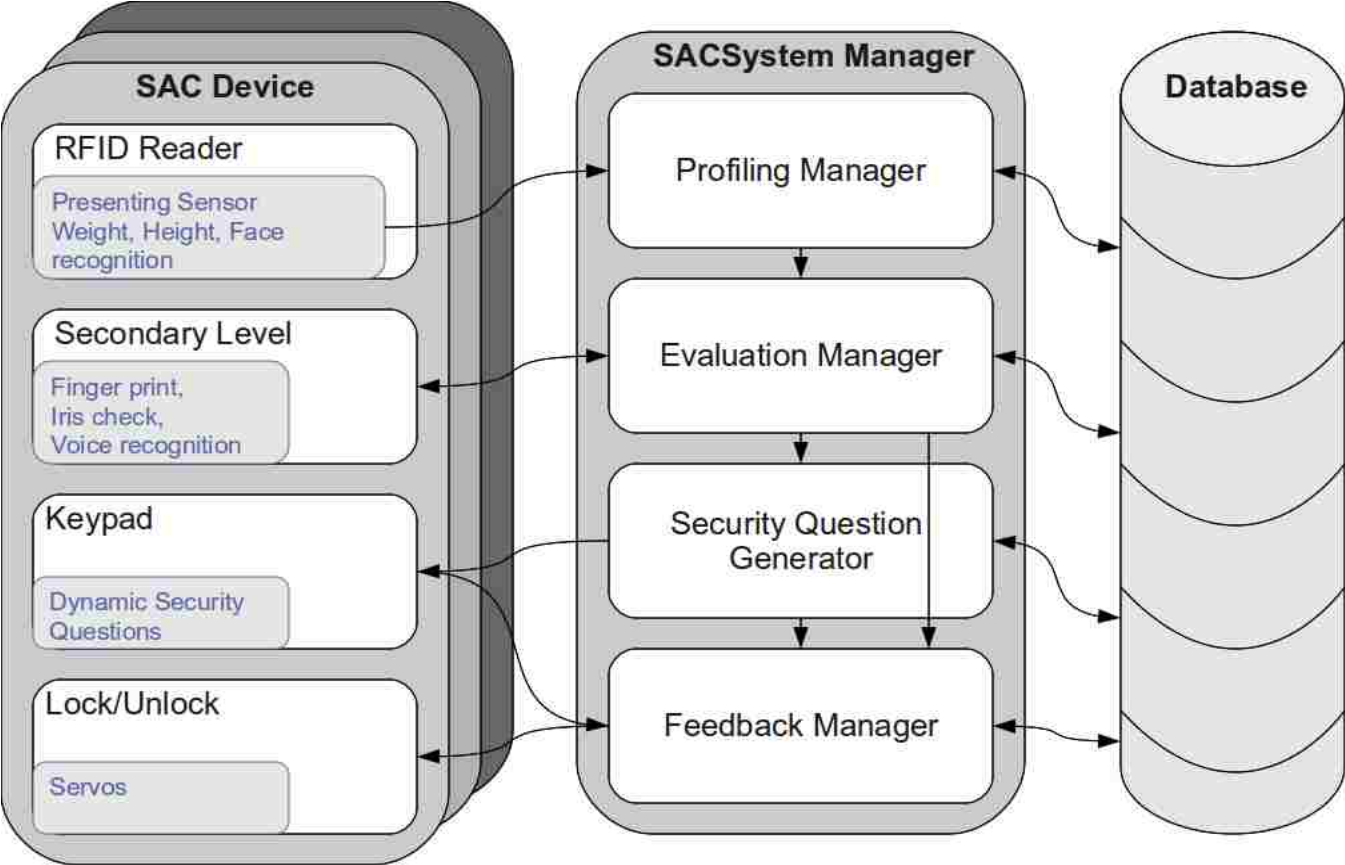 SAC Device
RFID Reader
Presenting Sensor
Weight, Height, Face
recognition
Secondary Level
Finger print,
Iris check,
Voice recognition
Keypad
Dynamic Security
Questions
Lock/Unlock
Servos
SACSystem Manager
Profiling Manager
Evaluation Manager
Security Question
Generator
Feedback Manager
Database